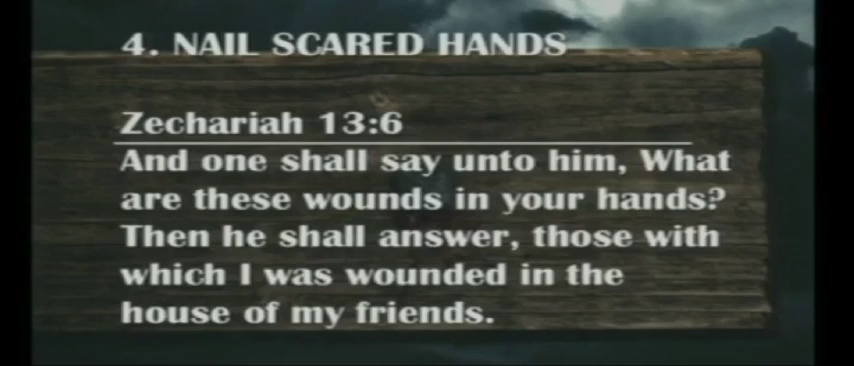 4. NAIL SCARED HANDS
Zechariah 13:6
And one shall say unto him, What
are these wounds in your hands?
Then he shall answer, those with
which I was wounded in the
house of my friends.